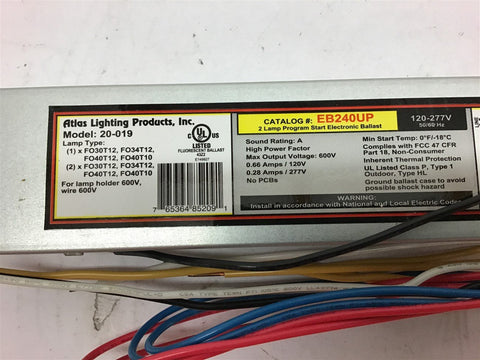 Atlas Lighting Products, Inc.
Model: 20-019
Lamp Type:
(1) x FO30T12, FO34T12,
FO40T12, FO40T10
(2) x FO30T12, FO34T12,
FO40T12, FO40T10
For lamp holder 600V,
wire 600V
UL
LISTED
FLUORESCENT BALLAST
7 65364 85209 1
CATALOG #: EB240UP
2 Lamp Program Start Electronic Ballast
120-277V
50/60 Hz
Sound Rating: A
High Power Factor
Max Output Voltage: 600V
0.66 Amps / 120V
0.28 Amps / 277V
No PCBs
Min Start Temp: 0°F/-18°C
Complies with FCC 47 CFR
Part 18, Non-Consumer
Inherent Thermal Protection
UL Listed Class P, Type 1
Outdoor, Type HL
Ground ballast case to avoid
possible shock hazard
WARNING:
Install in accordance with National and Local Electric Codes